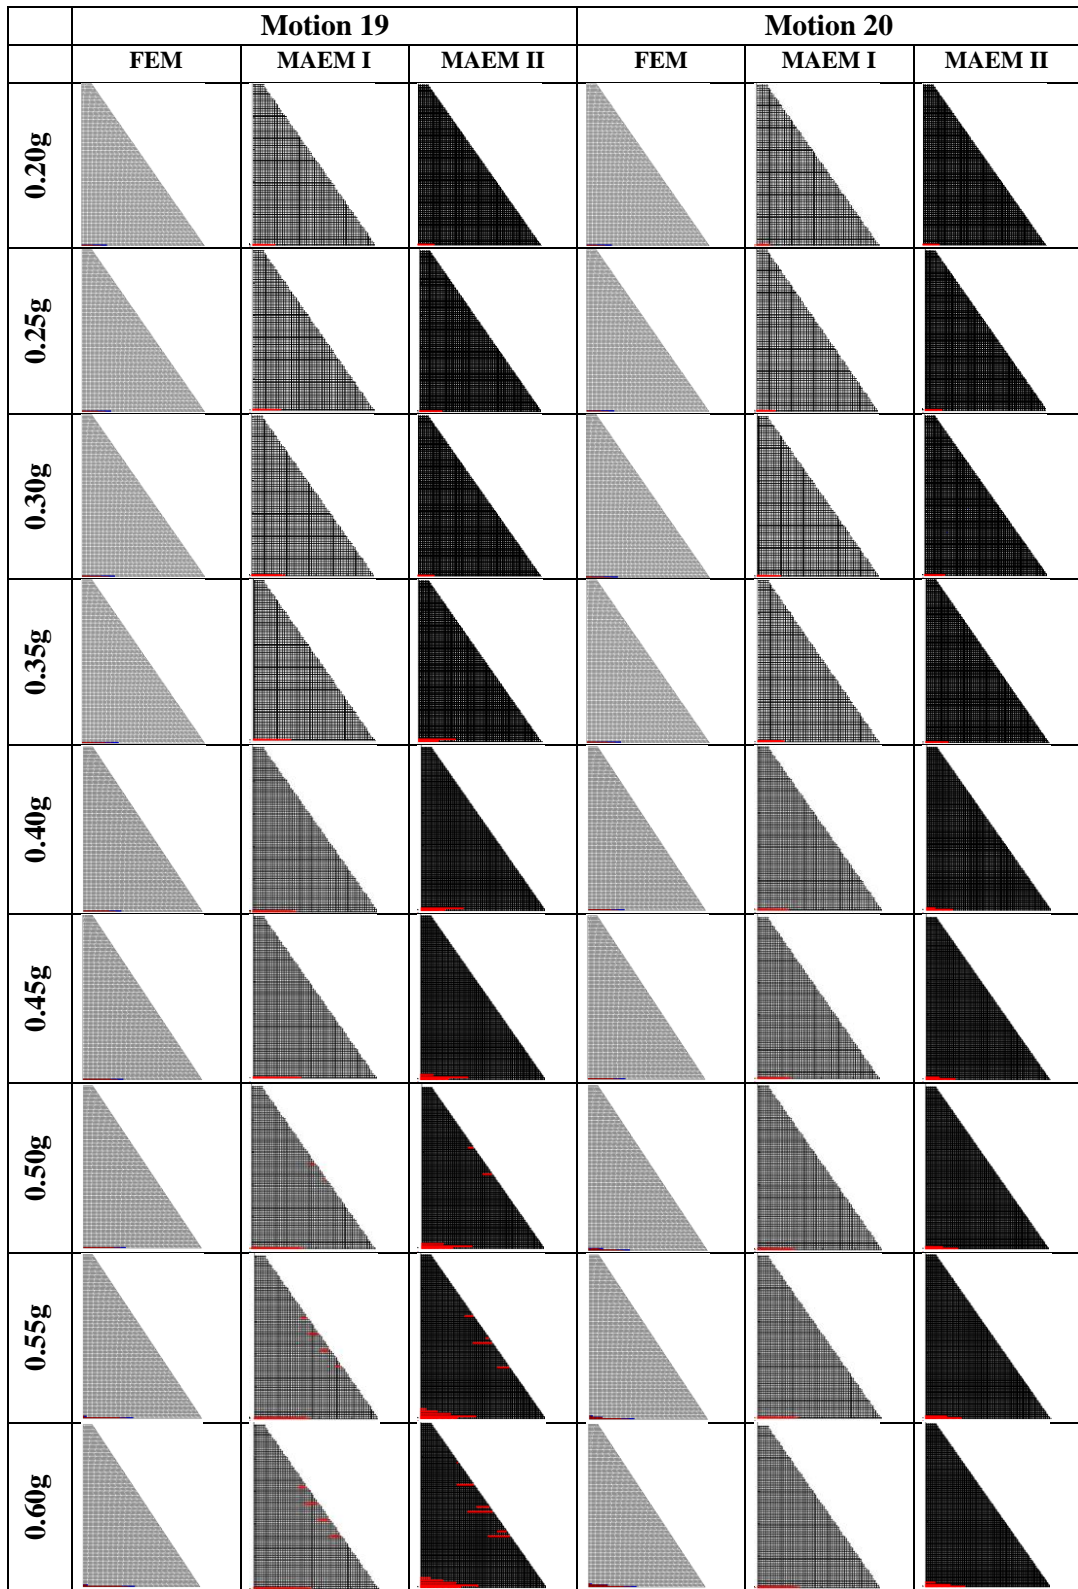 Motion 19 Motion 20
FEM MAEM I MAEM II FEM MAEM I MAEM II
0.20g
0.25g
0.30g
0.35g
0.40g
0.45g
0.50g
0.55g
0.60g